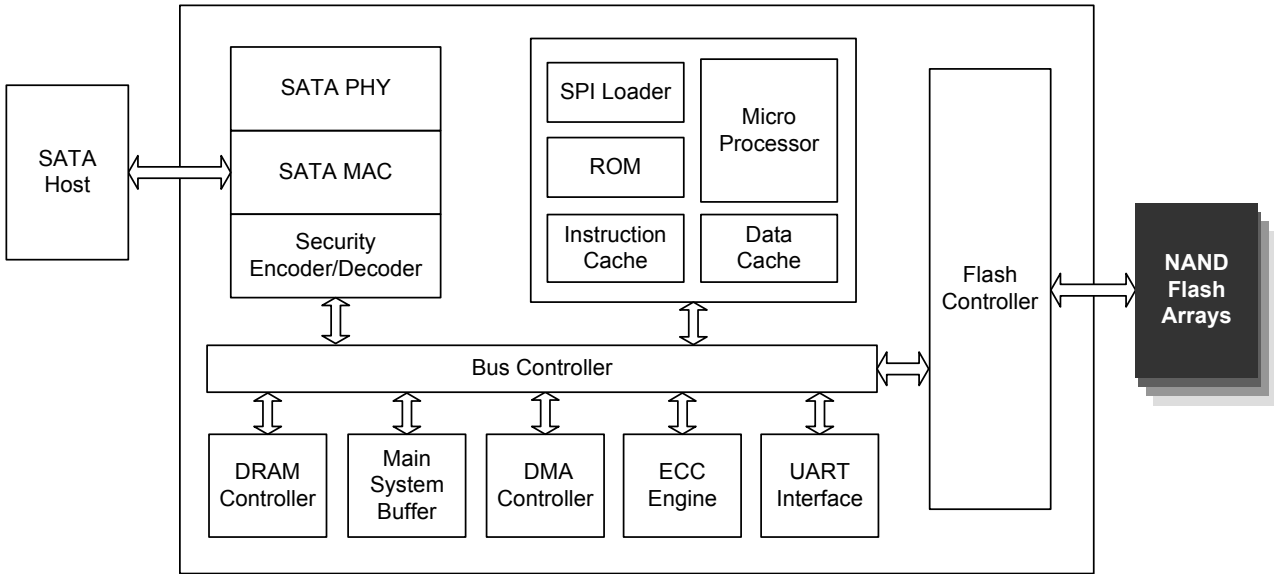 SATA
Host
SATA PHY
SATA MAC
Security
Encoder/Decoder
SPI Loader
ROM
Instruction
Cache
Micro
Processor
Data
Cache
Flash
Controller
NAND
Flash
Arrays
Bus Controller
DRAM
Controller
Main
System
Buffer
DMA
Controller
ECC
Engine
UART
Interface